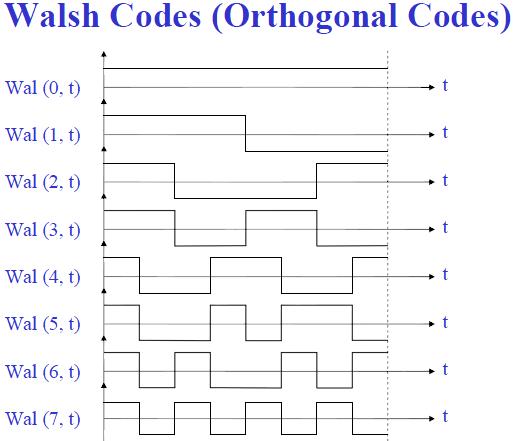 Walsh Codes (Orthogonal Codes)
Wal (0, t) t
Wal (1, t) t
Wal (2, t) t
Wal (3, t) t
Wal (4, t) t
Wal (5, t) t
Wal (6, t) t
Wal (7, t) t